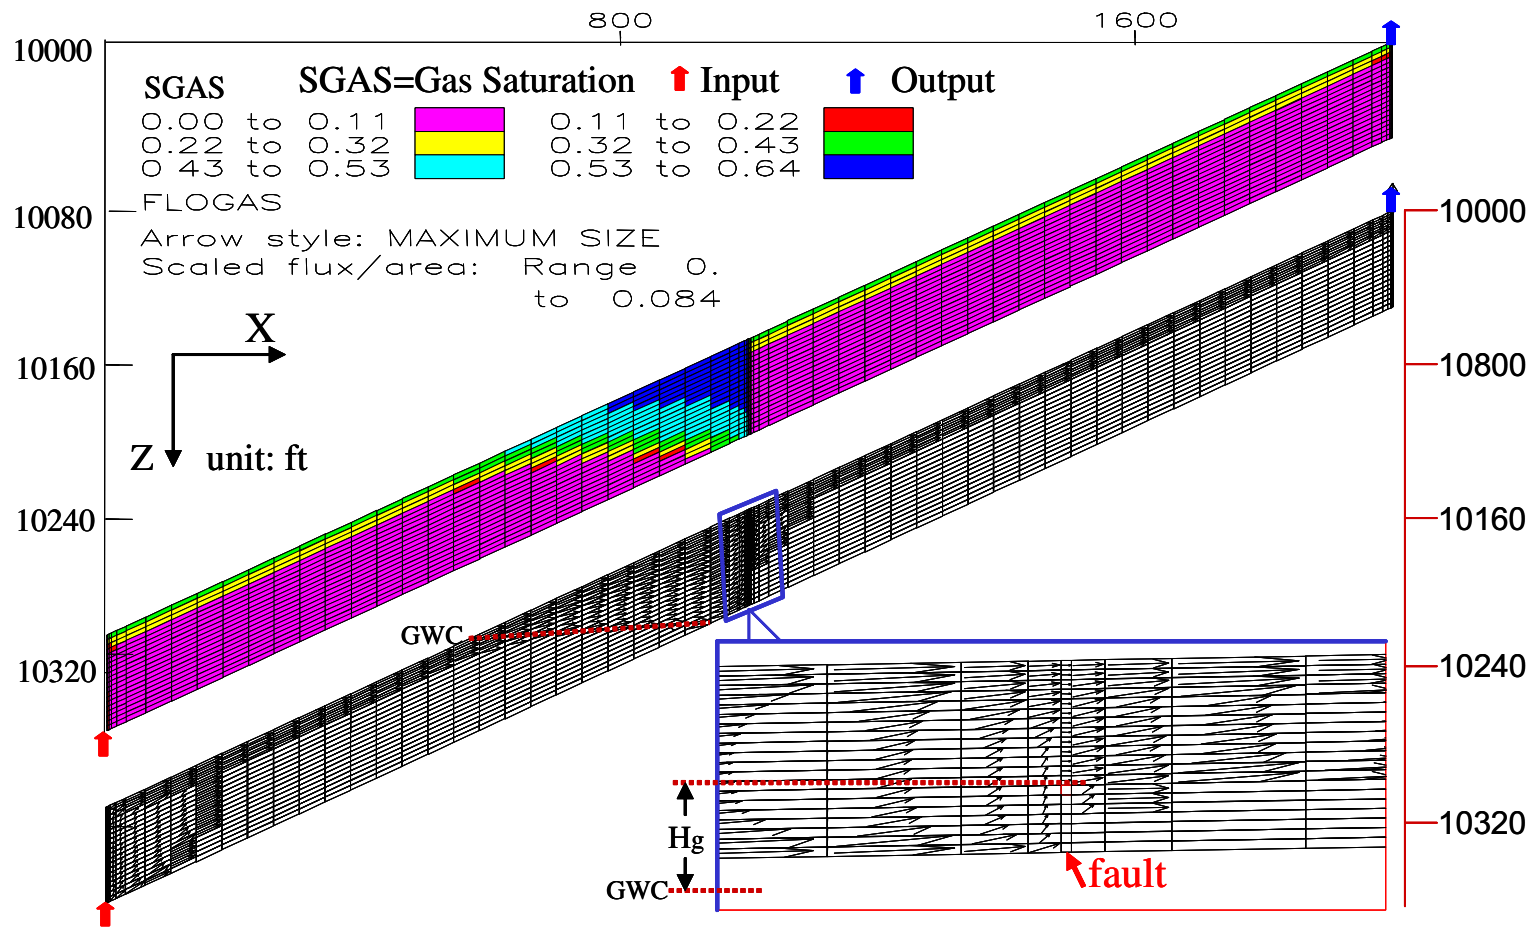 800 1600
10000
SGAS SGAS=Gas Saturation Input Output
0.00 to 0.11 0.11 to 0.22
0.22 to 0.32 0.32 to 0.43
0 43 to 0.53 0.53 to 0.64
FLOGAS
10080 10000
Arrow style: MAXIMUM SIZE
Scaled flux/area: Range 0.
to 0.084
X
10160 10800
Z unit: ft
10240 10160
GWC
10320 10240
Hg 10320
fault
GWC